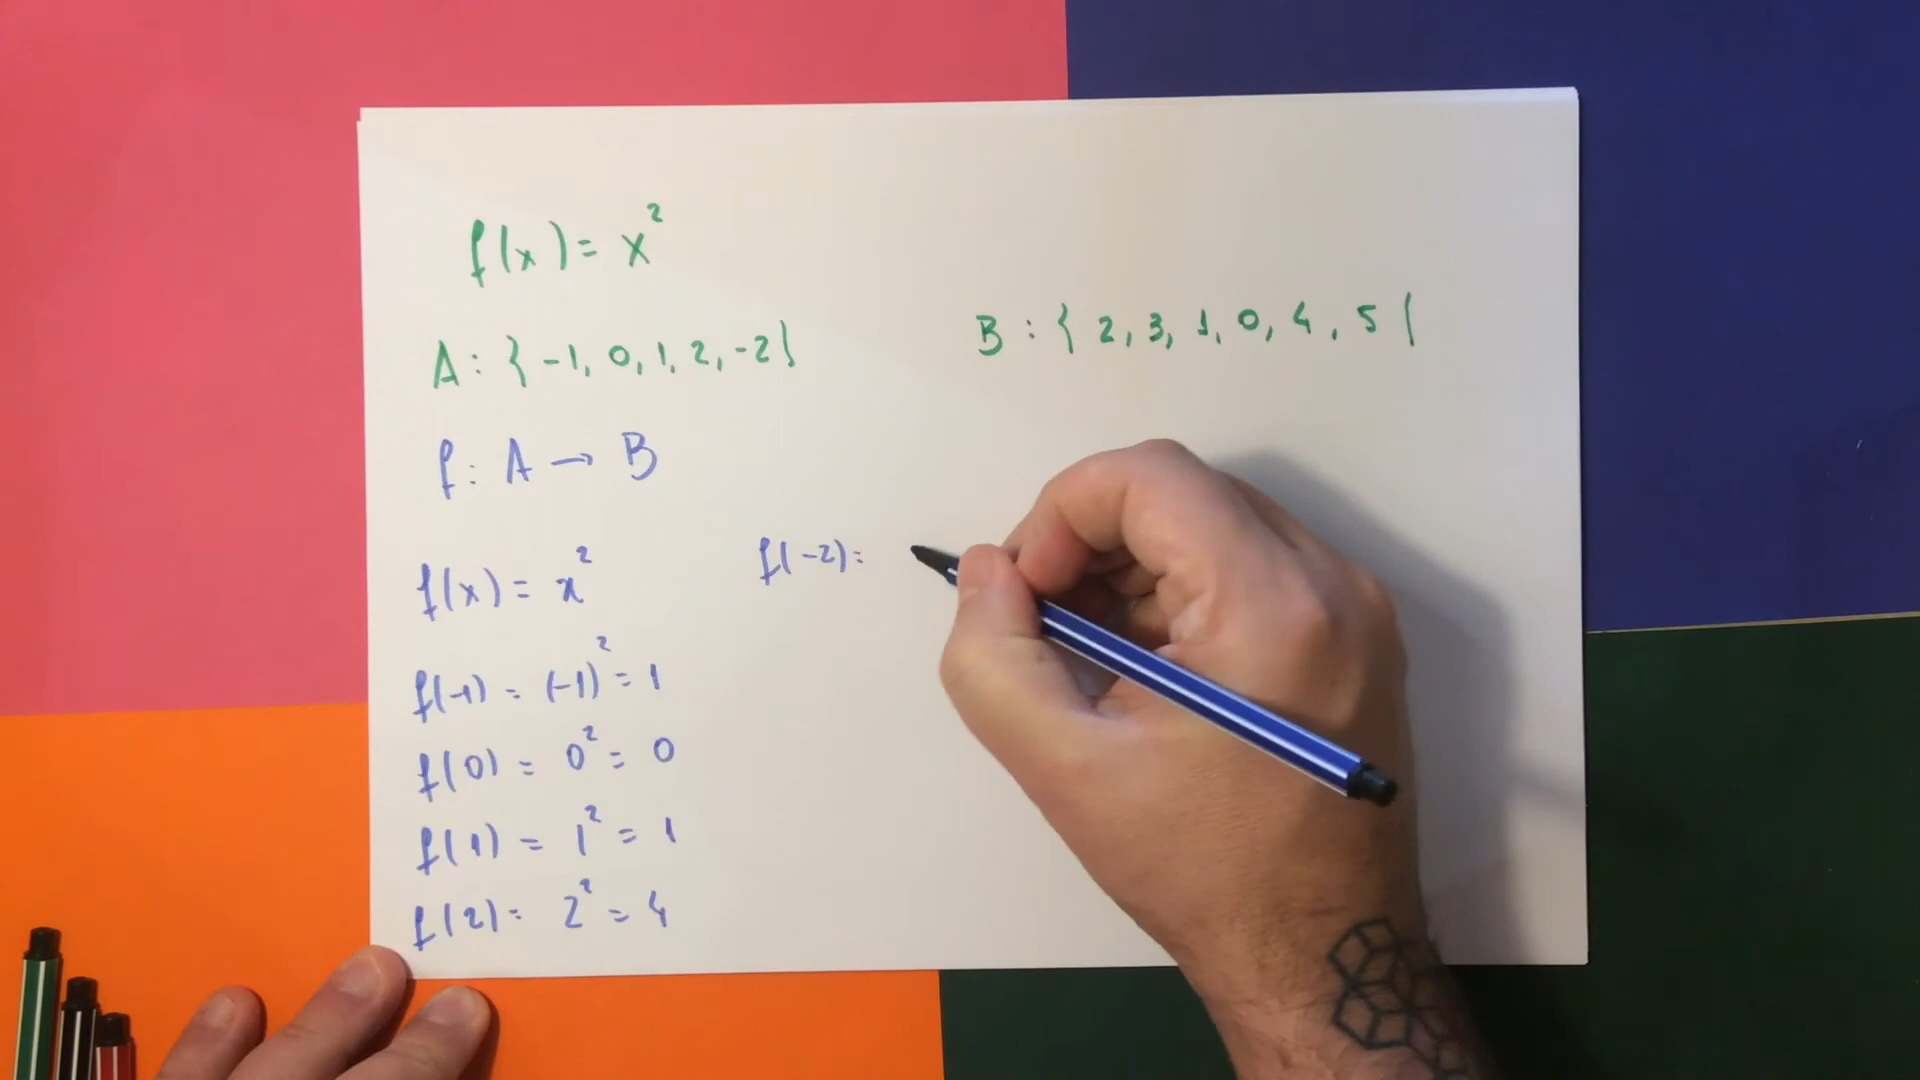 f(x) = x²
A : { -1, 0, 1, 2, -2 }
B : { 2, 3, 1, 0, 4, 5 {
f : A → B
f(x) = x²
f(-1) = (-1)² = 1
f(0) = 0² = 0
f(1) = 1² = 1
f(2) = 2² = 4
f(-2) =